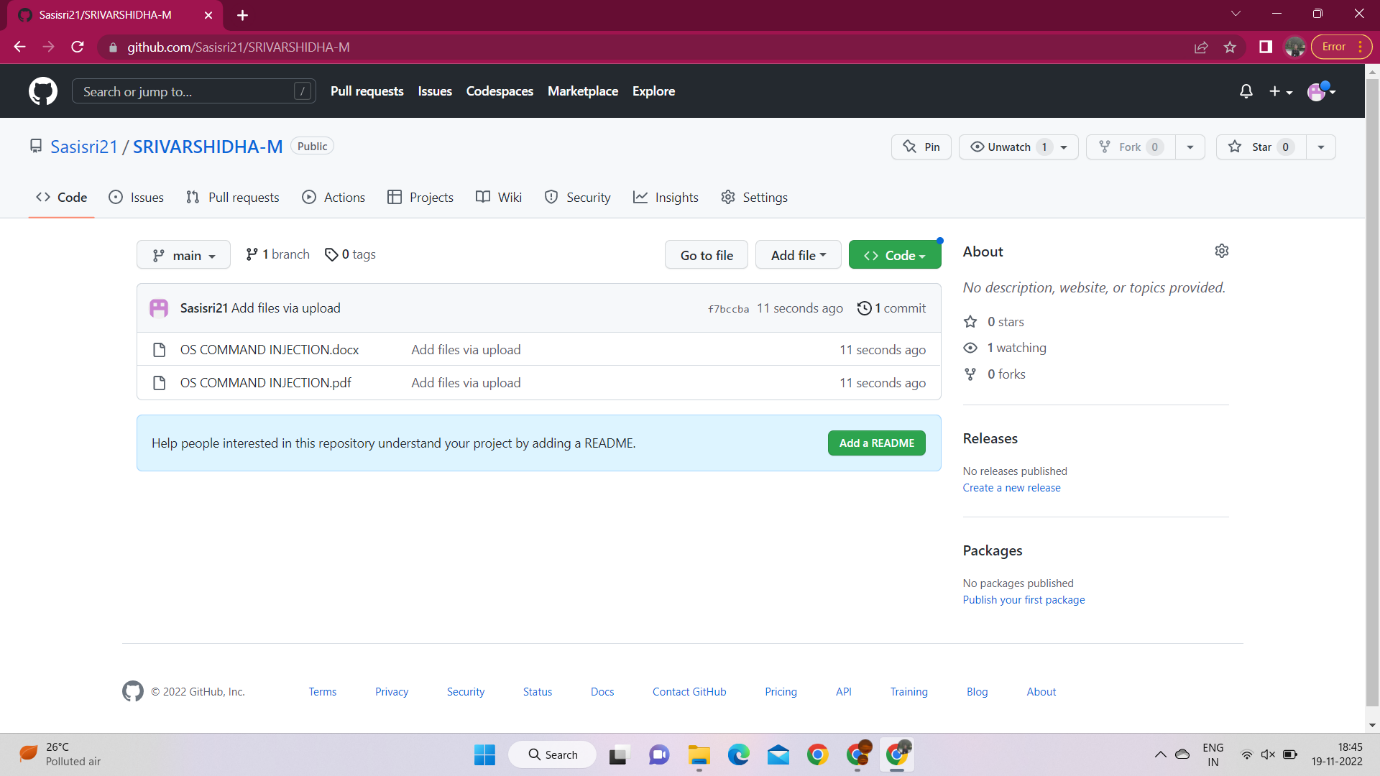 Sasisri21/SRIVARSHIDHA-M
github.com/Sasisri21/SRIVARSHIDHA-M
Error
Search or jump to... /
Pull requests Issues Codespaces Marketplace Explore
Sasisri21 / SRIVARSHIDHA-M Public
Pin Unwatch 1 Fork 0 Star 0
Code Issues Pull requests Actions Projects Wiki Security Insights Settings
main 1 branch 0 tags Go to file Add file Code
Sasisri21 Add files via upload f7bccba 11 seconds ago 1 commit
OS COMMAND INJECTION.docx Add files via upload 11 seconds ago
OS COMMAND INJECTION.pdf Add files via upload 11 seconds ago
Help people interested in this repository understand your project by adding a README. Add a README
About
No description, website, or topics provided.
0 stars
1 watching
0 forks
Releases
No releases published
Create a new release
Packages
No packages published
Publish your first package
© 2022 GitHub, Inc. Terms Privacy Security Status Docs Contact GitHub Pricing API Training Blog About
26°C
Polluted air
Search
ENG
IN
18:45
19-11-2022